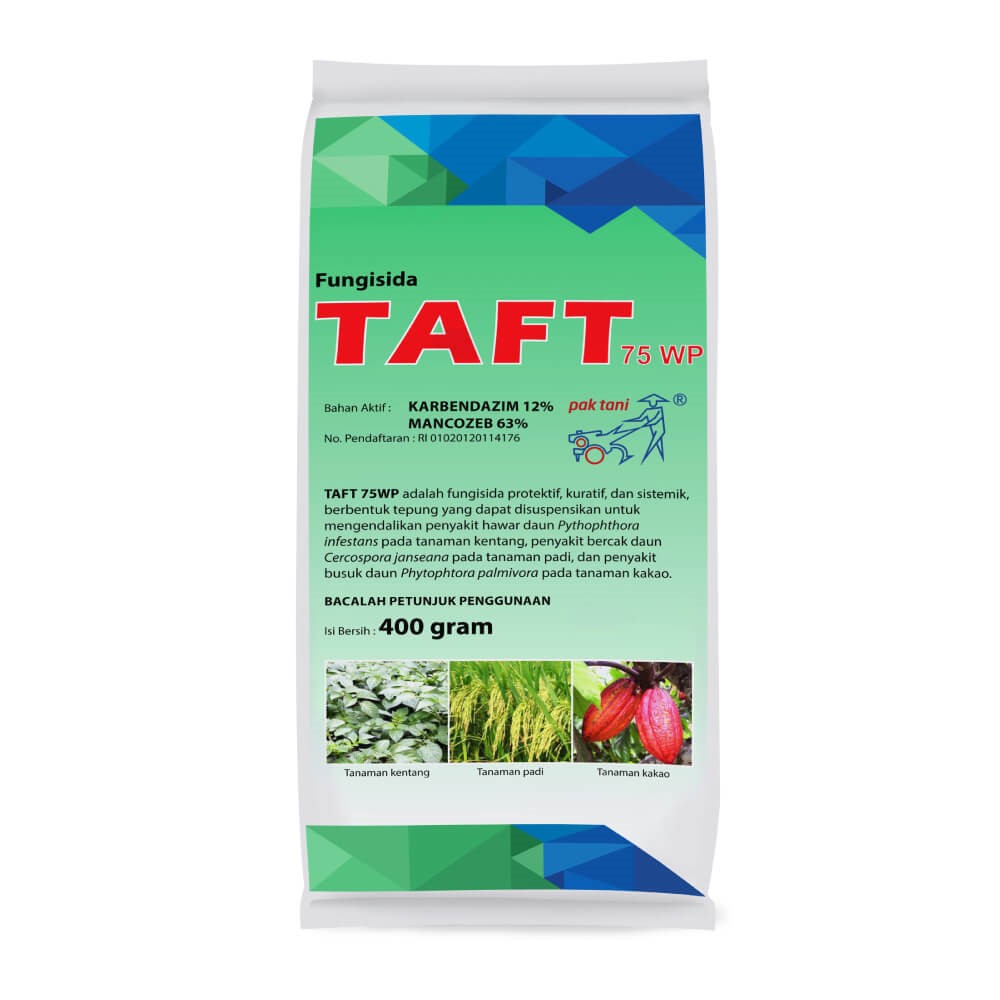 Fungisida
TAFT 75 WP
Bahan Aktif : KARBENDAZIM 12%
MANCOZEB 63%
No. Pendaftaran : RI 01020120114176
pak tani ®
TAFT 75WP adalah fungisida protektif, kuratif, dan sistemik,
berbentuk tepung yang dapat disuspensikan untuk
mengendalikan penyakit hawar daun Pythophthora
infestans pada tanaman kentang, penyakit bercak daun
Cercospora janseana pada tanaman padi, dan penyakit
busuk daun Phytophtora palmivora pada tanaman kakao.
BACALAH PETUNJUK PENGGUNAAN
Isi Bersih : 400 gram
Tanaman kentang
Tanaman padi
Tanaman kakao